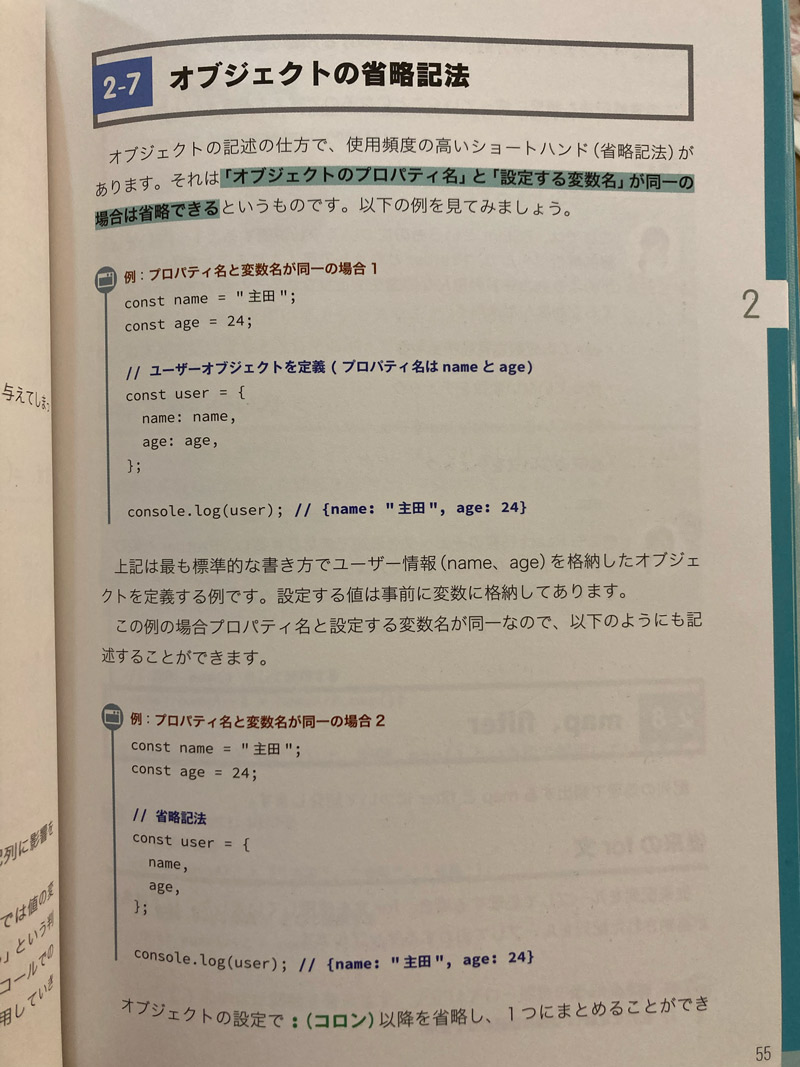 2-7 オブジェクトの省略記法
オブジェクトの記述の仕方で、使用頻度の高いショートハンド(省略記法)が
あります。それは「オブジェクトのプロパティ名」と「設定する変数名」が同一の
場合は省略できるというものです。以下の例を見てみましょう。
例:プロパティ名と変数名が同一の場合1
const name = "主田";
const age = 24;
// ユーザーオブジェクトを定義(プロパティ名はnameとage)
const user = {
name: name,
age: age,
};
console.log(user); // {name: "主田", age: 24}
上記は最も標準的な書き方でユーザー情報(name、age)を格納したオブジェ
クトを定義する例です。設定する値は事前に変数に格納してあります。
この例の場合プロパティ名と設定する変数名が同一なので、以下のようにも記
述することができます。
例:プロパティ名と変数名が同一の場合2
const name = "主田";
const age = 24;
// 省略記法
const user = {
name,
age,
};
console.log(user); // {name: "主田", age: 24}
オブジェクトの設定で:(コロン)以降を省略し、1つにまとめることができ
2
55
与えてしまっ
列に影響を
では値の変
」という判
コールでの
用していき